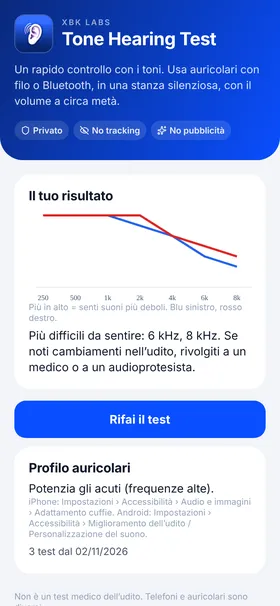 XBK LABS
Tone Hearing Test
Un rapido controllo con i toni. Usa auricolari con
filo o Bluetooth, in una stanza silenziosa, con il
volume a circa metà.
Privato
No tracking
No pubblicità
Il tuo risultato
250 500 1k 2k 4k 6k 8k
Più in alto = senti suoni più deboli. Blu sinistro, rosso
destro.
Più difficili da sentire: 6 kHz, 8 kHz. Se
noti cambiamenti nell'udito, rivolgiti a un
medico o a un audioprotesista.
Rifai il test
Profilo auricolari
Potenzia gli acuti (frequenze alte).
iPhone: Impostazioni › Accessibilità › Audio e immagini
› Adattamento cuffie. Android: Impostazioni ›
Accessibilità › Miglioramento dell'udito /
Personalizzazione del suono.
3 test dal 02/11/2026
Non è un test medico dell'udito. Telefoni e auricolari sono